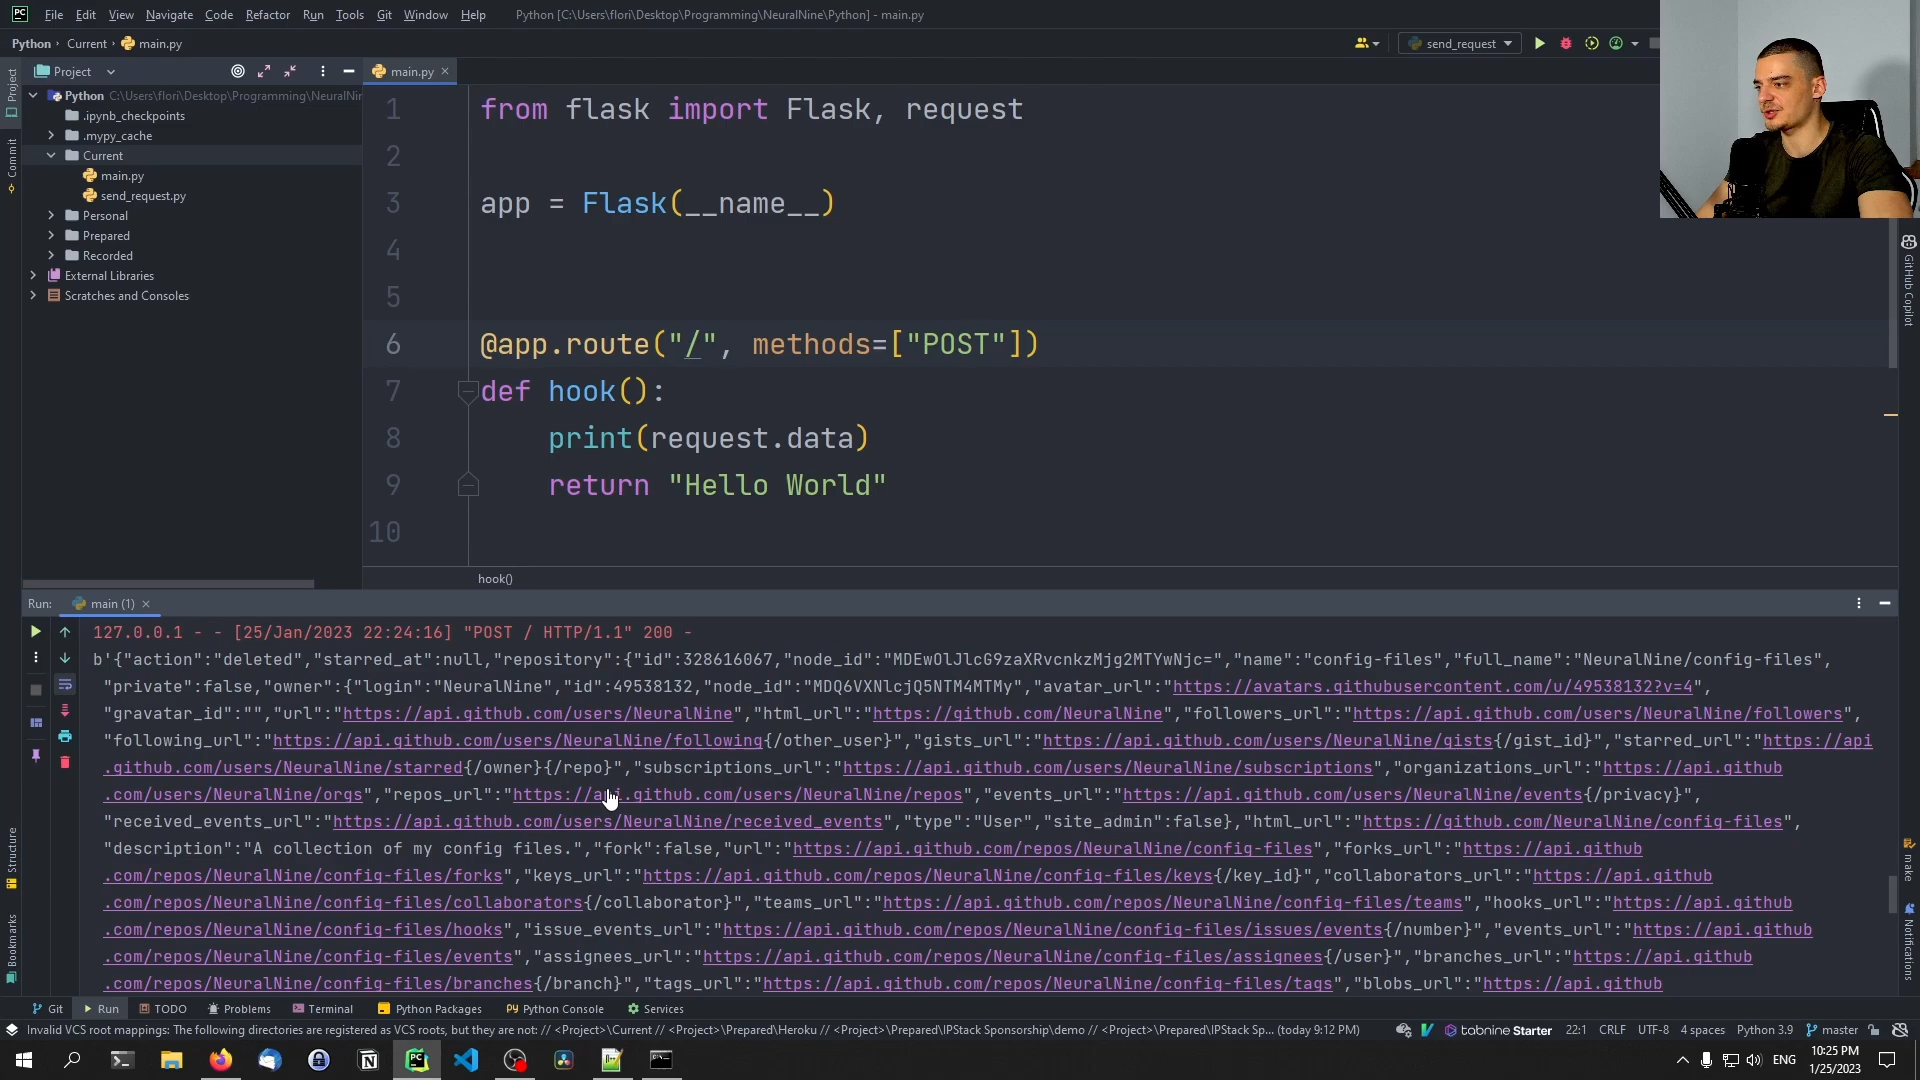 PC File Edit View Navigate Code Refactor Run Tools Git Window Help Python [C:\Users\flori\Desktop\Programming\NeuralNine\Python] - main.py
Python Current main.py
send_request
Project
main.py
Python C:\Users\flori\Desktop\Programming\NeuralNin
.ipynb_checkpoints
.mypy_cache
Current
main.py
send_request.py
Personal
Prepared
Recorded
External Libraries
Scratches and Consoles
Project
Commit
Structure
Bookmarks
1 from flask import Flask, request
2
3 app = Flask(__name__)
4
5
6 @app.route("/", methods=["POST"])
7 def hook():
8 print(request.data)
9 return "Hello World"
10
hook()
GitHub Copilot
make
Notifications
Run: main (1)
127.0.0.1 - - [25/Jan/2023 22:24:16] "POST / HTTP/1.1" 200 -
b'{"action":"deleted","starred_at":null,"repository":{"id":328616067,"node_id":"MDEwOlJlcG9zaXRvcnkzMjg2MTYwNjc=","name":"config-files","full_name":"NeuralNine/config-files",
"private":false,"owner":{"login":"NeuralNine","id":49538132,"node_id":"MDQ6VXNlcjQ5NTM4MTMy","avatar_url":"https://avatars.githubusercontent.com/u/49538132?v=4",
"gravatar_id":"","url":"https://api.github.com/users/NeuralNine","html_url":"https://github.com/NeuralNine","followers_url":"https://api.github.com/users/NeuralNine/followers",
"following_url":"https://api.github.com/users/NeuralNine/following{/other_user}","gists_url":"https://api.github.com/users/NeuralNine/gists{/gist_id}","starred_url":"https://api
.github.com/users/NeuralNine/starred{/owner}{/repo}","subscriptions_url":"https://api.github.com/users/NeuralNine/subscriptions","organizations_url":"https://api.github
.com/users/NeuralNine/orgs","repos_url":"https://api.github.com/users/NeuralNine/repos","events_url":"https://api.github.com/users/NeuralNine/events{/privacy}",
"received_events_url":"https://api.github.com/users/NeuralNine/received_events","type":"User","site_admin":false},"html_url":"https://github.com/NeuralNine/config-files",
"description":"A collection of my config files.","fork":false,"url":"https://api.github.com/repos/NeuralNine/config-files","forks_url":"https://api.github
.com/repos/NeuralNine/config-files/forks","keys_url":"https://api.github.com/repos/NeuralNine/config-files/keys{/key_id}","collaborators_url":"https://api.github
.com/repos/NeuralNine/config-files/collaborators{/collaborator}","teams_url":"https://api.github.com/repos/NeuralNine/config-files/teams","hooks_url":"https://api.github
.com/repos/NeuralNine/config-files/hooks","issue_events_url":"https://api.github.com/repos/NeuralNine/config-files/issues/events{/number}","events_url":"https://api.github
.com/repos/NeuralNine/config-files/events","assignees_url":"https://api.github.com/repos/NeuralNine/config-files/assignees{/user}","branches_url":"https://api.github
.com/repos/NeuralNine/config-files/branches{/branch}","tags_url":"https://api.github.com/repos/NeuralNine/config-files/tags","blobs_url":"https://api.github
Git Run TODO Problems Terminal Python Packages Python Console Services
Invalid VCS root mappings: The following directories are registered as VCS roots, but they are not: // <Project>\Current // <Project>\Prepared\Heroku // <Project>\Prepared\IPStack Sponsorship\demo // <Project>\Prepared\IPStack Sp... (today 9:12 PM) tabnine Starter 22:1 CRLF UTF-8 4 spaces Python 3.9 master
ENG 10:25 PM
1/25/2023